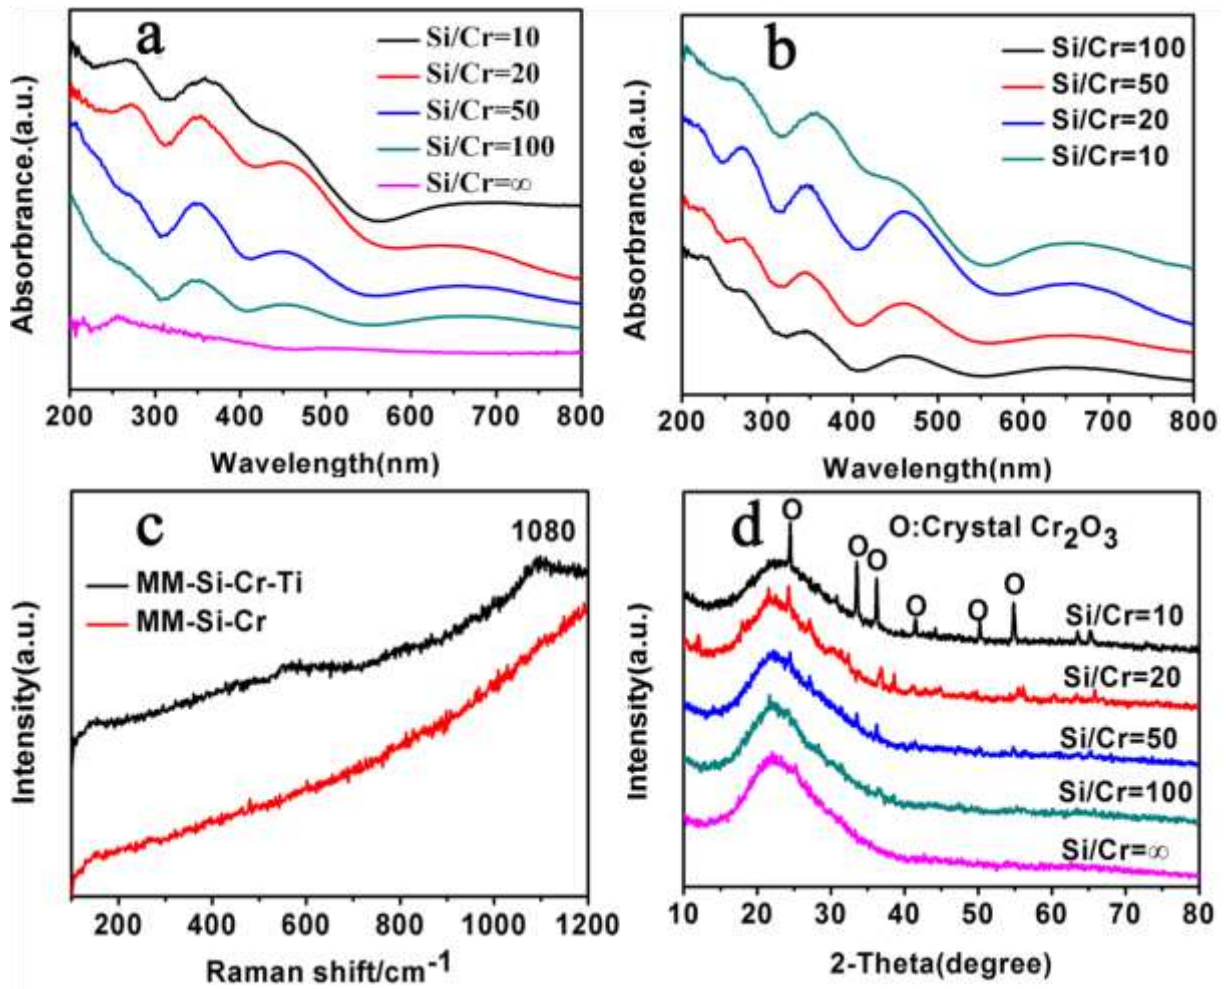 a
Si/Cr=10
Si/Cr=20
Si/Cr=50
Si/Cr=100
Si/Cr=∞
Absorbrance.(a.u.)
200 300 400 500 600 700 800
Wavelength(nm)
b
Si/Cr=100
Si/Cr=50
Si/Cr=20
Si/Cr=10
Absorbrance.(a.u.)
200 300 400 500 600 700 800
Wavelength(nm)
c
1080
MM-Si-Cr-Ti
MM-Si-Cr
Intensity(a.u.)
200 400 600 800 1000 1200
Raman shift/cm⁻¹
d
O:Crystal Cr₂O₃
O O O O O O
Si/Cr=10
Si/Cr=20
Si/Cr=50
Si/Cr=100
Si/Cr=∞
Intensity(a.u.)
10 20 30 40 50 60 70 80
2-Theta(degree)